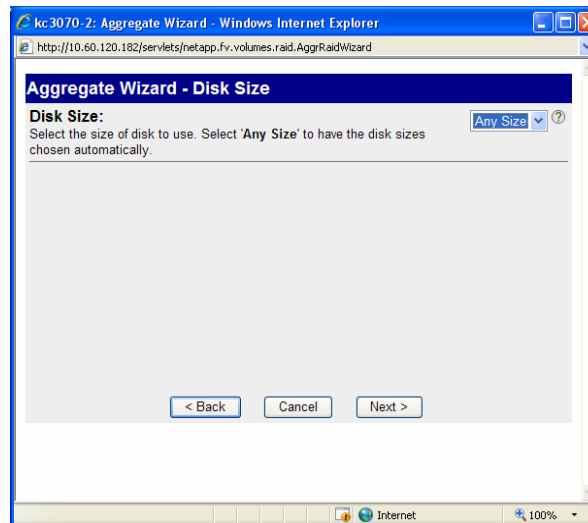 kc3070-2: Aggregate Wizard - Windows Internet Explorer
http://10.60.120.182/servlets/netapp.fv.volumes.raid.AggrRaidWizard
Aggregate Wizard - Disk Size
Disk Size:
Select the size of disk to use. Select 'Any Size' to have the disk sizes
chosen automatically.
Any Size
?
< Back
Cancel
Next >
Internet
100%